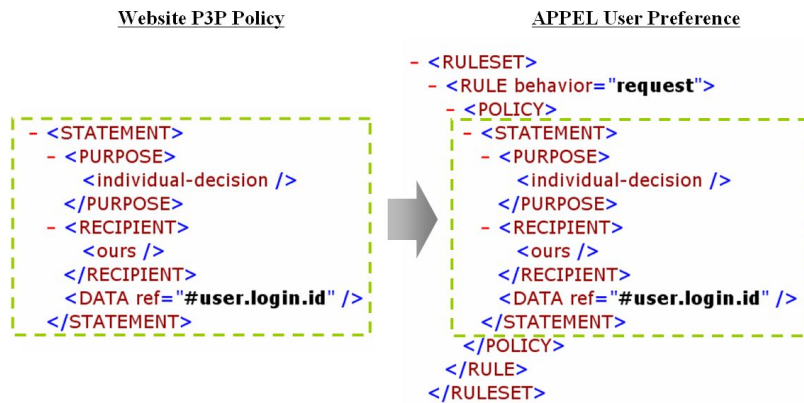 Website P3P Policy
- <STATEMENT>
- <PURPOSE>
<individual-decision />
</PURPOSE>
- <RECIPIENT>
<ours />
</RECIPIENT>
<DATA ref="#user.login.id" />
</STATEMENT>
APPEL User Preference
- <RULESET>
- <RULE behavior="request">
- <POLICY>
- <STATEMENT>
- <PURPOSE>
<individual-decision />
</PURPOSE>
- <RECIPIENT>
<ours />
</RECIPIENT>
<DATA ref="#user.login.id" />
</STATEMENT>
</POLICY>
</RULE>
</RULESET>